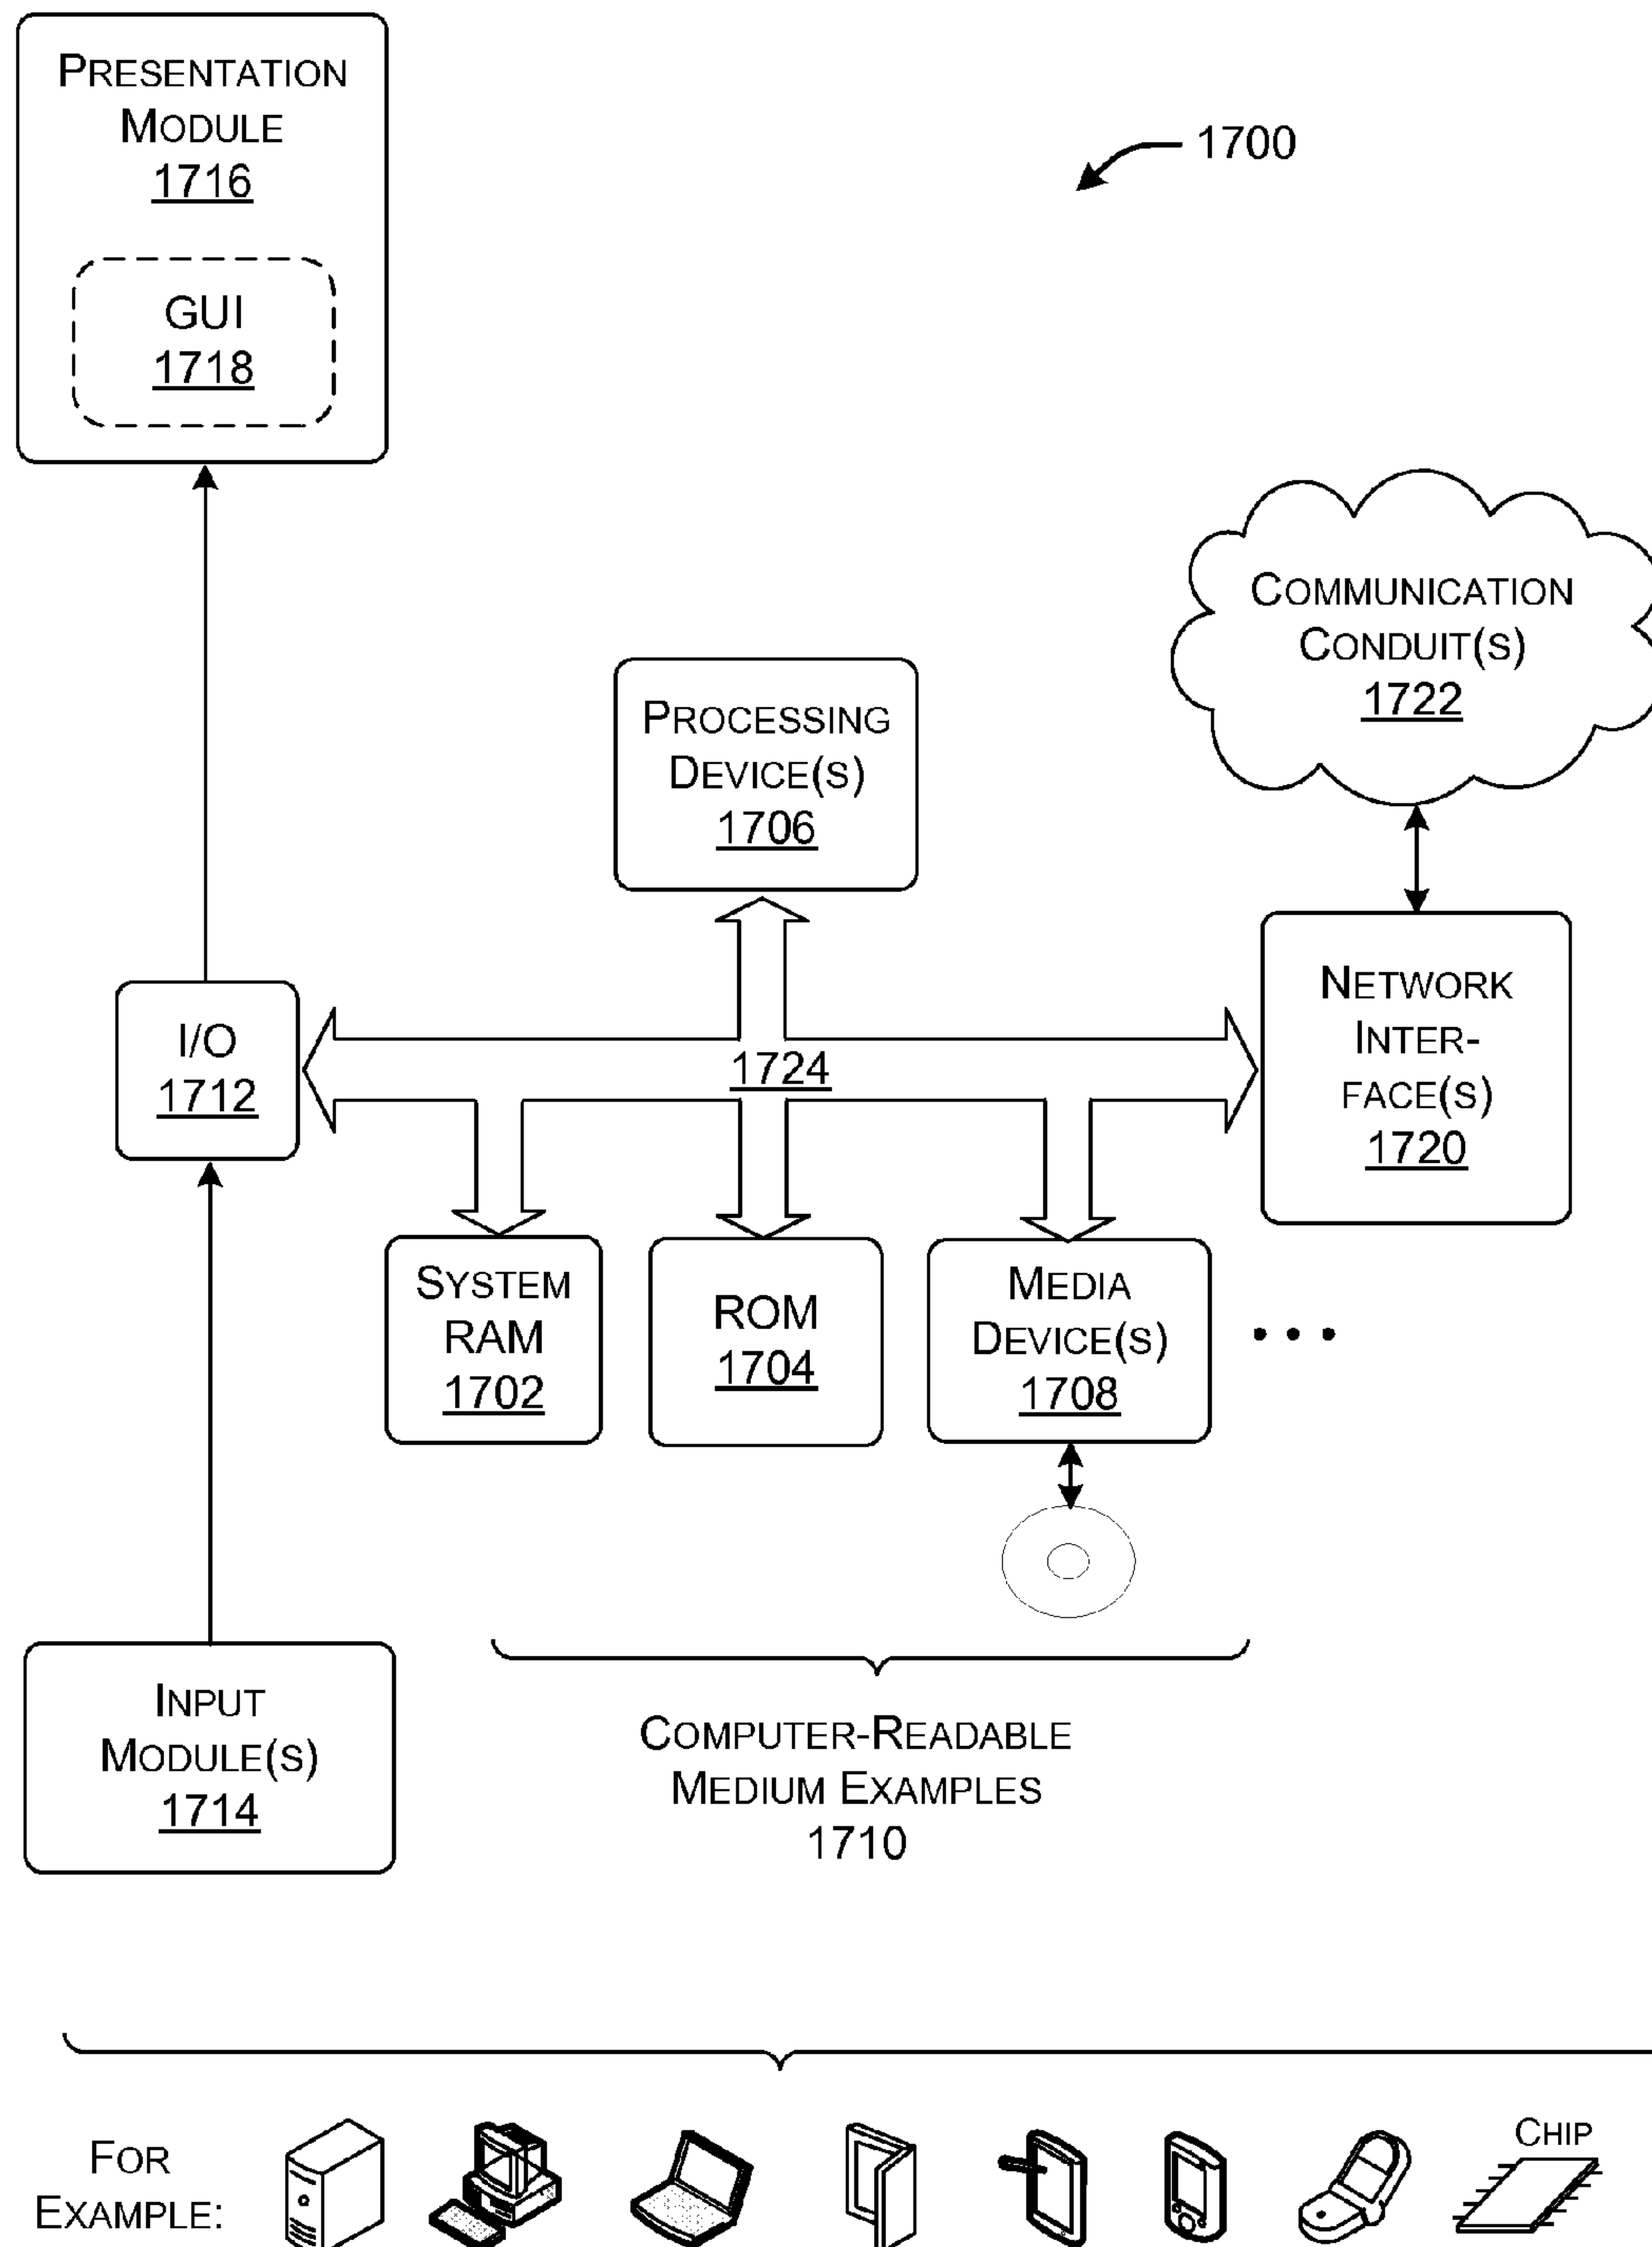 PRESENTATION
MODULE
1716
GUI
1718
1700
COMMUNICATION
CONDUIT(S)
1722
PROCESSING
DEVICE(S)
1706
NETWORK
INTER-
FACE(S)
1720
I/O
1712
1724
SYSTEM
RAM
1702
ROM
1704
MEDIA
DEVICE(S)
1708
• • •
INPUT
MODULE(S)
1714
COMPUTER-READABLE
MEDIUM EXAMPLES
1710
FOR
EXAMPLE:
CHIP